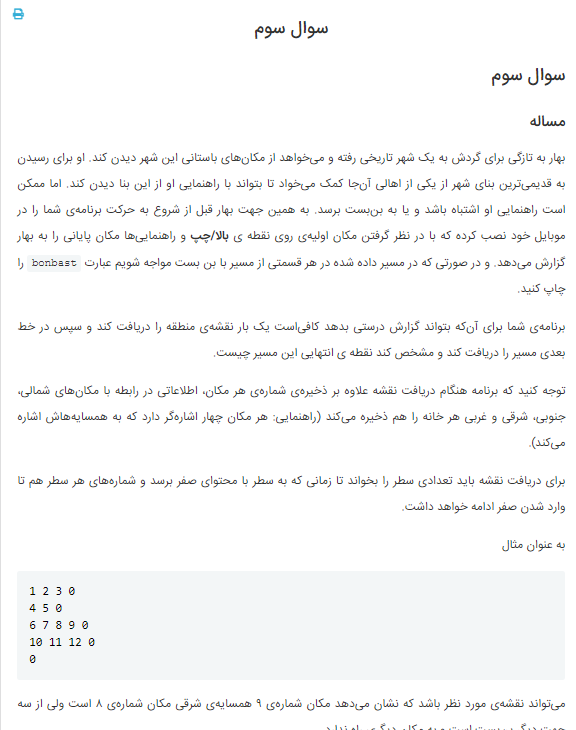 سوال سوم
سوال سوم
مساله
بهار به تازگی برای گردش به یک شهر تاریخی رفته و می‌خواهد از مکان‌های باستانی این شهر دیدن کند. او برای رسیدن
به قدیمی‌ترین بنای شهر از یکی از اهالی آن‌جا کمک می‌خواد تا بتواند با راهنمایی او از این بنا دیدن کند. اما ممکن
است راهنمایی او اشتباه باشد و یا به بن‌بست برسد. به همین جهت بهار قبل از شروع به حرکت برنامه‌ی شما را در
موبایل خود نصب کرده که با در نظر گرفتن مکان اولیه‌ی روی نقطه ی بالا/چپ و راهنمایی‌ها مکان پایانی را به بهار
گزارش می‌دهد. و در صورتی که در مسیر داده شده در هر قسمتی از مسیر با بن بست مواجه شویم عبارت bonbast را
چاپ کنید.
برنامه‌ی شما برای آن‌که بتواند گزارش درستی بدهد کافی‌است یک بار نقشه‌ی منطقه را دریافت کند و سپس در خط
بعدی مسیر را دریافت کند و مشخص کند نقطه ی انتهایی این مسیر چیست.
توجه کنید که برنامه هنگام دریافت نقشه علاوه بر ذخیره‌ی شماره‌ی هر مکان، اطلاعاتی در رابطه با مکان‌های شمالی،
جنوبی، شرقی و غربی هر خانه را هم ذخیره می‌کند (راهنمایی: هر مکان چهار اشاره‌گر دارد که به همسایه‌هاش اشاره
می‌کند).
برای دریافت نقشه باید تعدادی سطر را بخواند تا زمانی که به سطر با محتوای صفر برسد و شماره‌های هر سطر هم تا
وارد شدن صفر ادامه خواهد داشت.
به عنوان مثال
1 2 3 0
4 5 0
6 7 8 9 0
10 11 12 0
0
می‌تواند نقشه‌ی مورد نظر باشد که نشان می‌دهد مکان شماره‌ی ۹ همسایه‌ی شرقی مکان شماره‌ی ۸ است ولی از سه